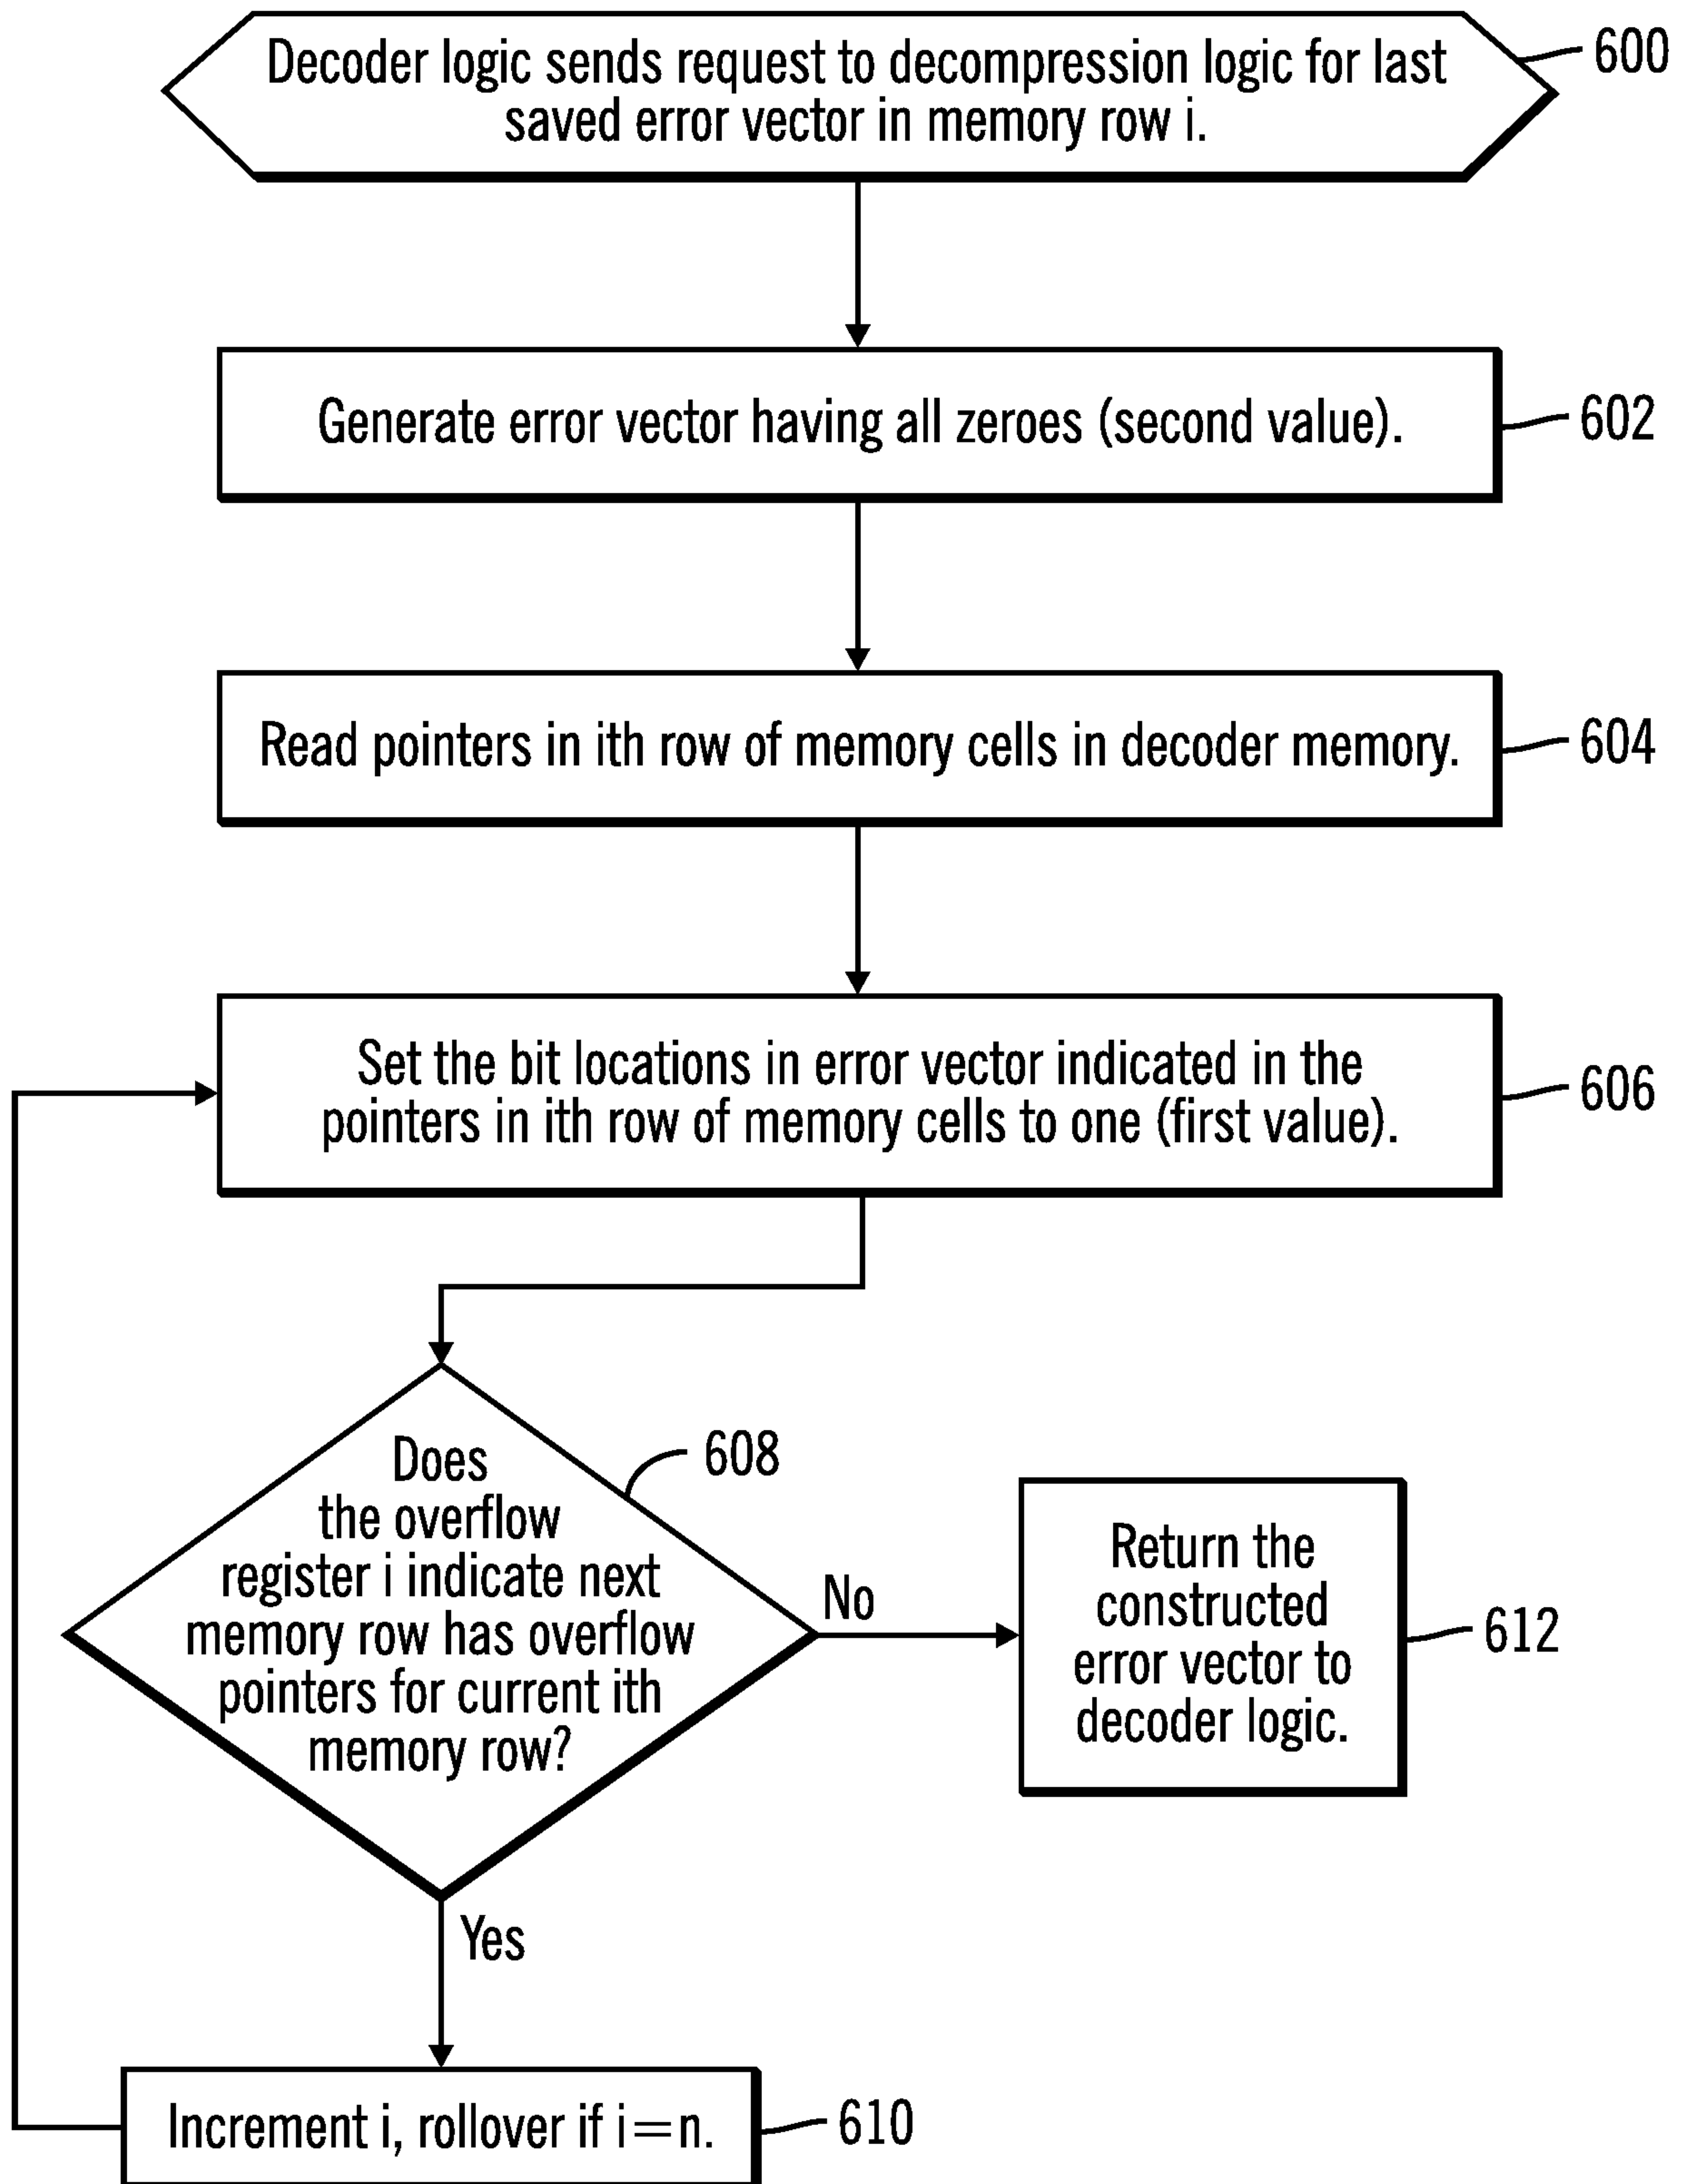 Decoder logic sends request to decompression logic for last
saved error vector in memory row i.
600
Generate error vector having all zeroes (second value).
602
Read pointers in ith row of memory cells in decoder memory.
604
Set the bit locations in error vector indicated in the
pointers in ith row of memory cells to one (first value).
606
Does
the overflow
register i indicate next
memory row has overflow
pointers for current ith
memory row?
608
No
Return the
constructed
error vector to
decoder logic.
612
Yes
Increment i, rollover if i=n.
610